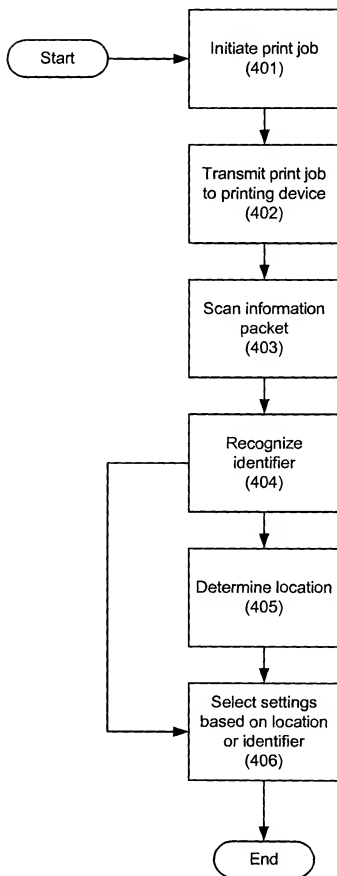 Start
Initiate print job
(401)
Transmit print job
to printing device
(402)
Scan information
packet
(403)
Recognize
identifier
(404)
Determine location
(405)
Select settings
based on location
or identifier
(406)
End